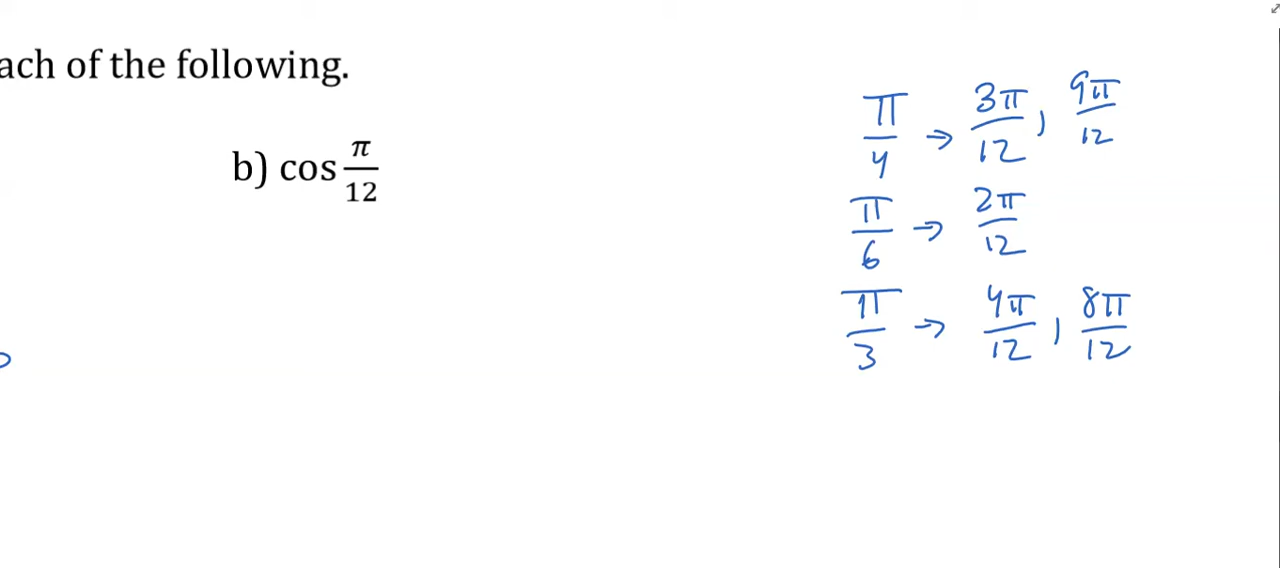 ach of the following.
b) cos π/12
π/4 → 3π/12, 9π/12
π/6 → 2π/12
π/3 → 4π/12, 8π/12